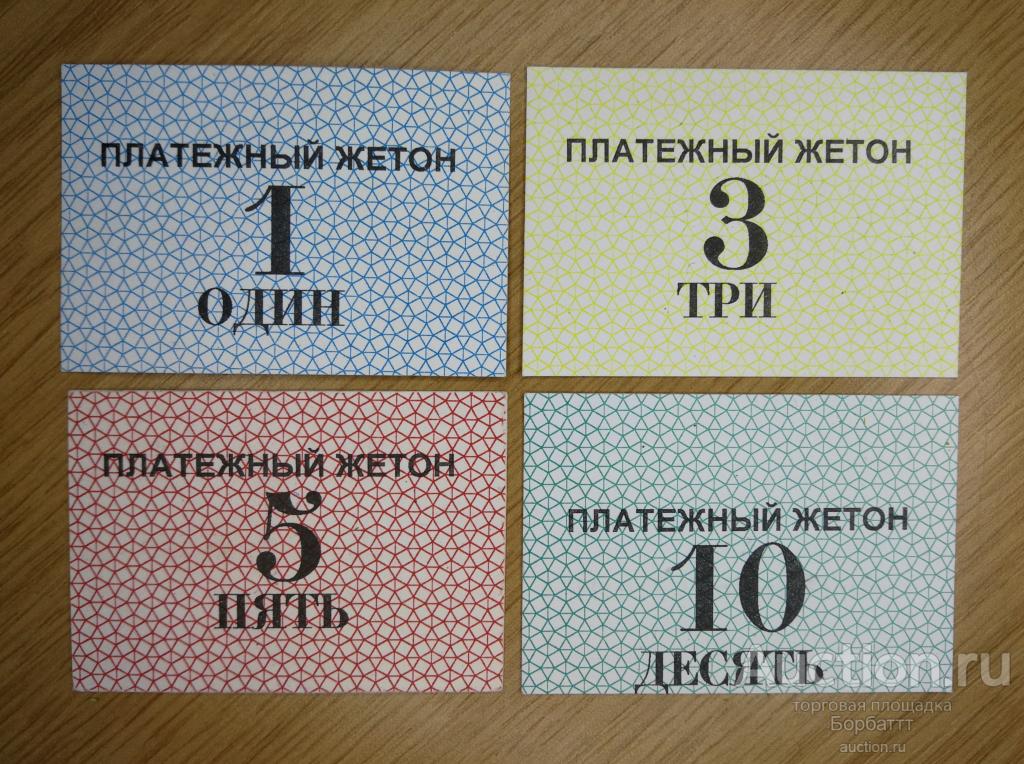 ПЛАТЕЖНЫЙ ЖЕТОН
1
ОДИН
ПЛАТЕЖНЫЙ ЖЕТОН
3
ТРИ
ПЛАТЕЖНЫЙ ЖЕТОН
5
ПЯТЬ
ПЛАТЕЖНЫЙ ЖЕТОН
10
ДЕСЯТЬ
Auction.ru
торговая площадка
Борбаттт
auction.ru